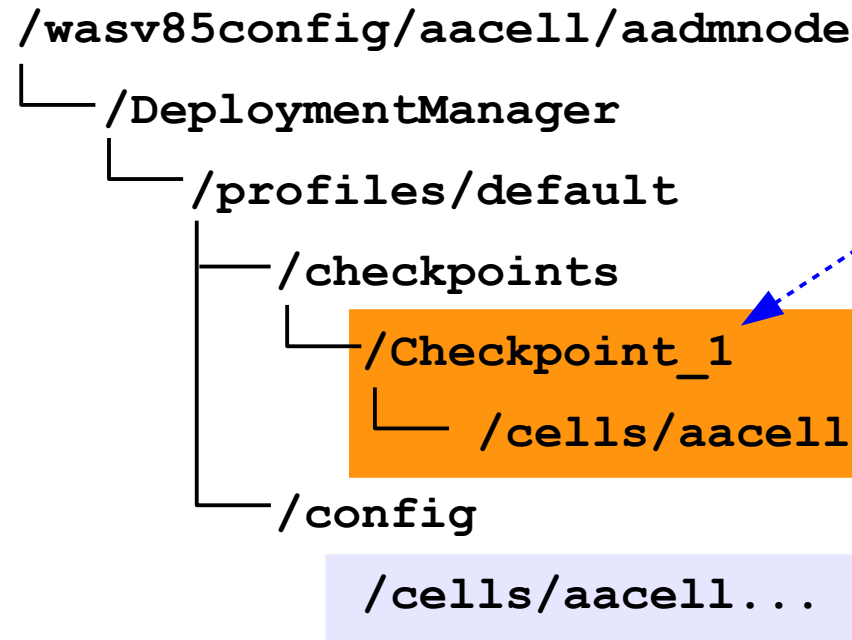 /wasv85config/aacell/aadmnode
/DeploymentManager
/profiles/default
/checkpoints
/Checkpoint_1
/cells/aacell
/config
/cells/aacell...